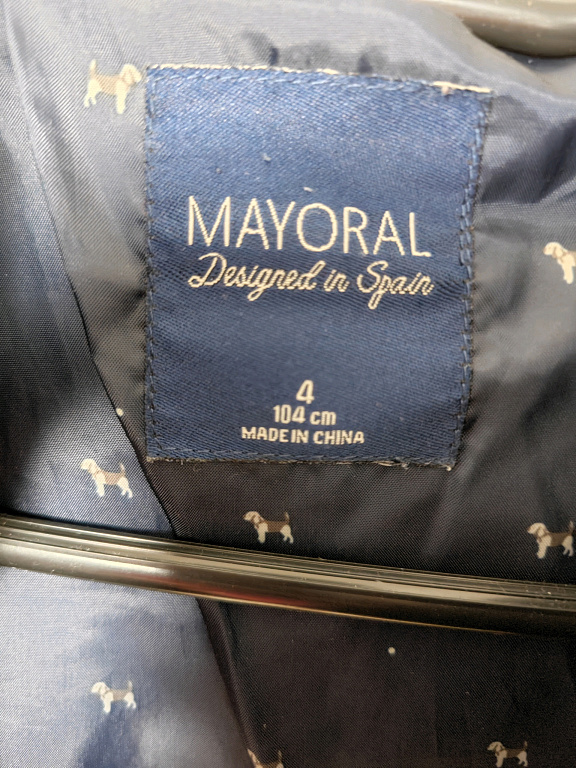 MAYORAL
Designed in Spain
4
104 cm
MADE IN CHINA